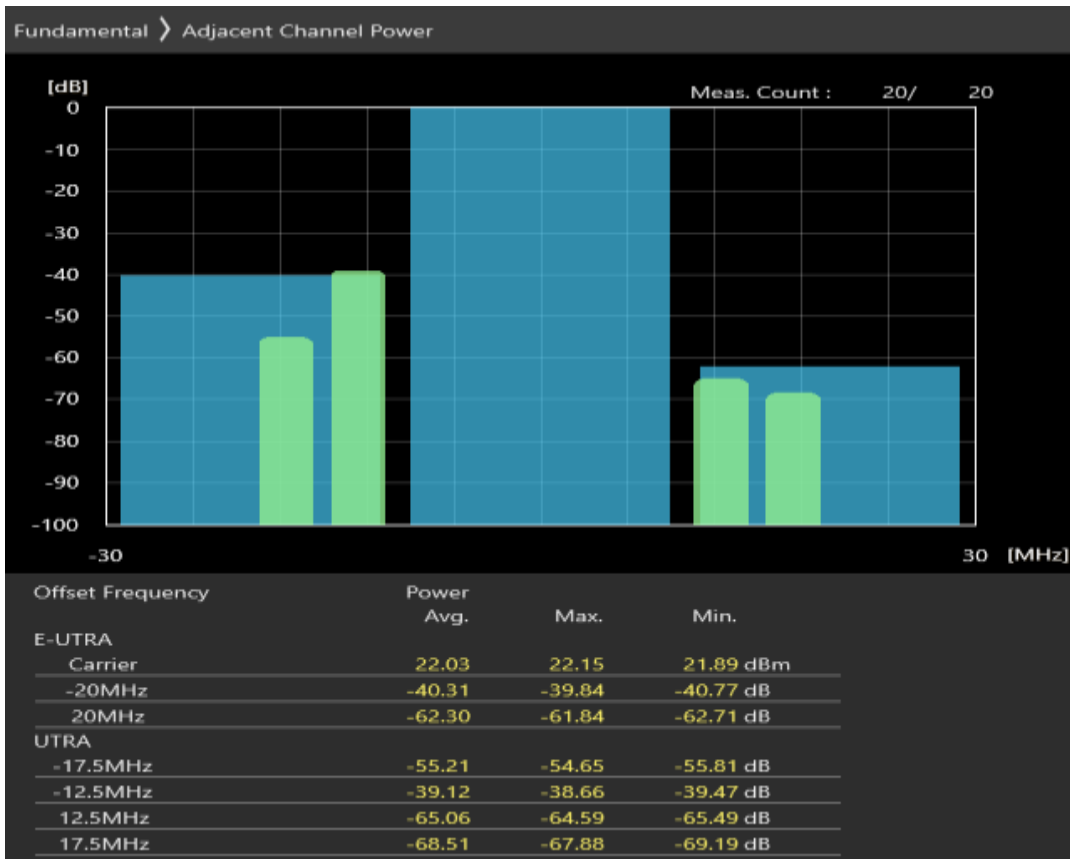 Fundamental 〉 Adjacent Channel Power
[dB]
Meas. Count : 20/ 20
0
-10
-20
-30
-40
-50
-60
-70
-80
-90
-100
-30 30 [MHz]
Offset Frequency Power
Avg. Max. Min.
E-UTRA
Carrier 22.03 22.15 21.89 dBm
-20MHz -40.31 -39.84 -40.77 dB
20MHz -62.30 -61.84 -62.71 dB
UTRA
-17.5MHz -55.21 -54.65 -55.81 dB
-12.5MHz -39.12 -38.66 -39.47 dB
12.5MHz -65.06 -64.59 -65.49 dB
17.5MHz -68.51 -67.88 -69.19 dB